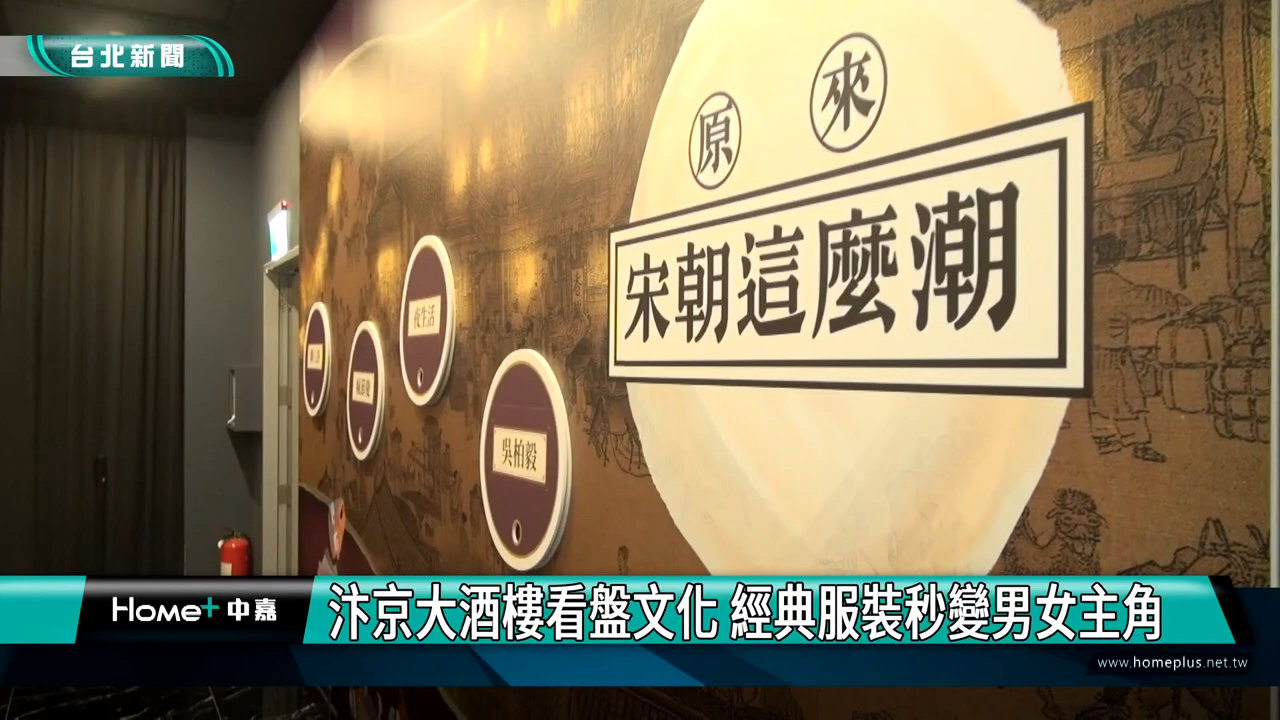 台北新聞
原來
宋朝這麼潮
夜生活
吳柏毅
Home+中嘉
汴京大酒樓看盤文化 經典服裝秒變男女主角
www.homeplus.net.tw